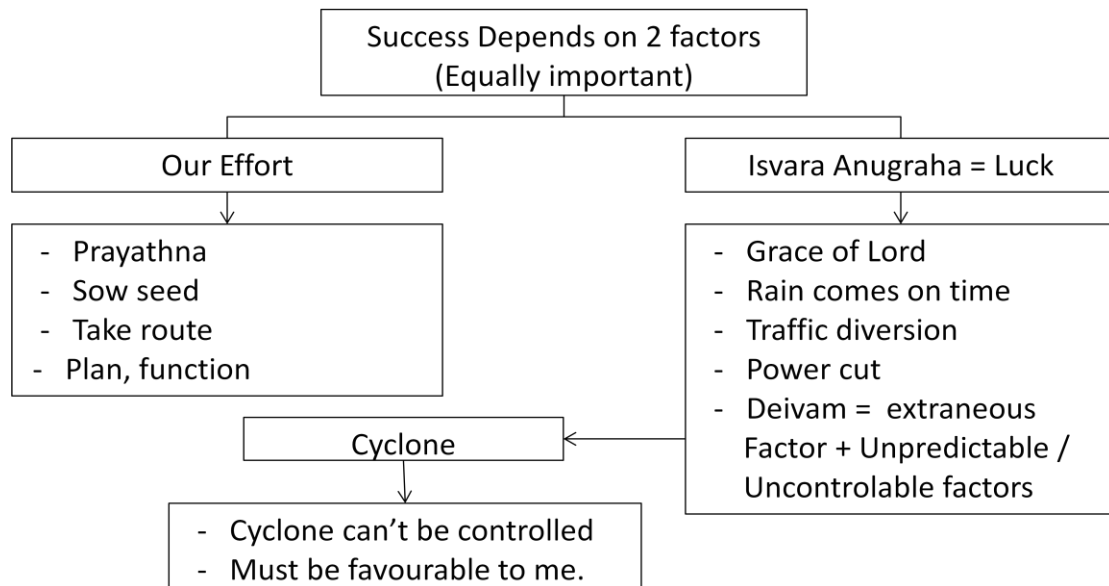 Success Depends on 2 factors
(Equally important)
Our Effort
Isvara Anugraha = Luck
- Prayathna
- Sow seed
- Take route
- Plan, function
- Grace of Lord
- Rain comes on time
- Traffic diversion
- Power cut
- Deivam = extraneous
Factor + Unpredictable /
Uncontrolable factors
Cyclone
- Cyclone can’t be controlled
- Must be favourable to me.